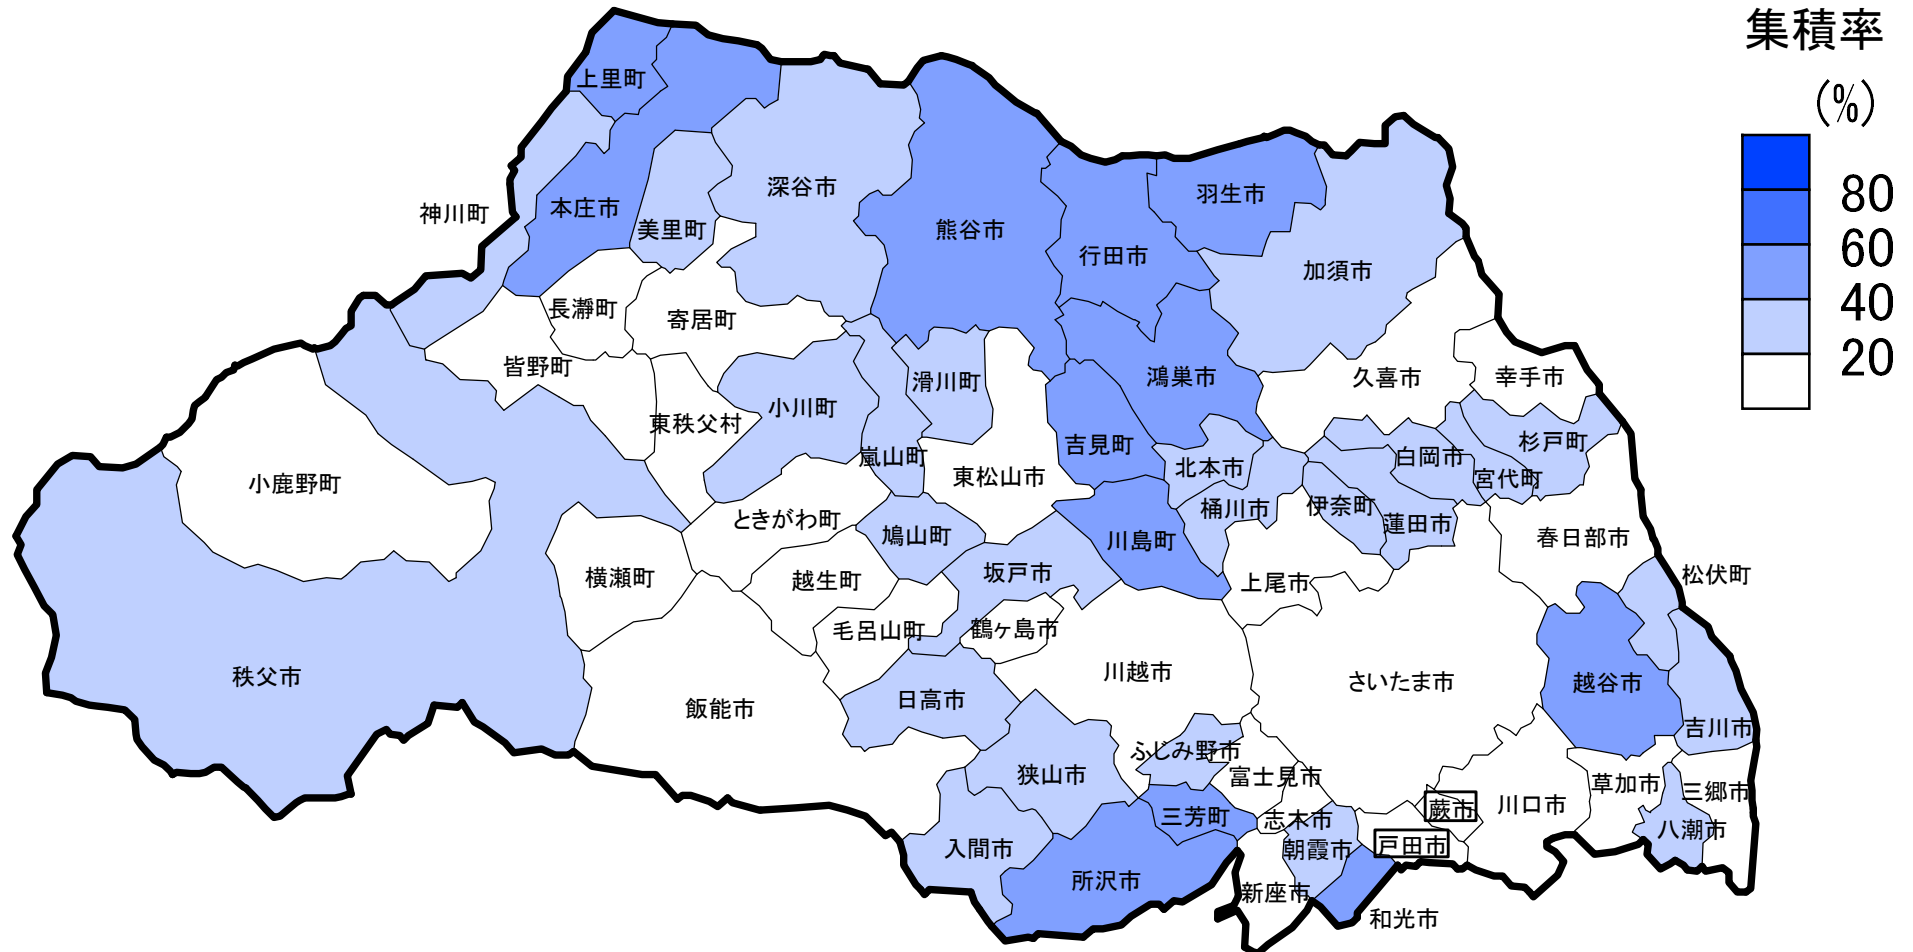 集積率
(%)
80
60
40
20
上里町
神川町
本庄市
美里町
深谷市
熊谷市
行田市
羽生市
加須市
長瀞町
寄居町
皆野町
東秩父村
小川町
嵐山町
滑川町
東松山市
吉見町
鴻巣市
久喜市
幸手市
北本市
桶川市
伊奈町
白岡市
蓮田市
宮代町
杉戸町
春日部市
松伏町
小鹿野町
秩父市
横瀬町
ときがわ町
越生町
毛呂山町
鳩山町
坂戸市
鶴ヶ島市
川島町
上尾市
川越市
さいたま市
越谷市
吉川市
飯能市
日高市
狭山市
入間市
ふじみ野市
富士見市
三芳町
所沢市
志木市
朝霞市
新座市
和光市
戸田市
蕨市
川口市
草加市
八潮市
三郷市